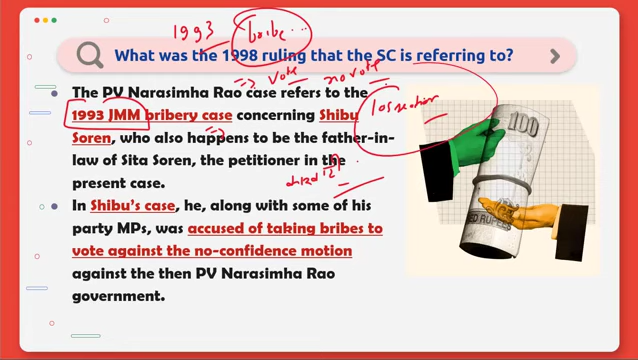 1993 bribe...
What was the 1998 ruling that the SC is referring to?
=> vote no vote
The PV Narasimha Rao case refers to the
1993 JMM bribery case concerning Shibu
Soren, who also happens to be the father-in-
law of Sita Soren, the petitioner in the
present case.
In Shibu's case, he, along with some of his
party MPs, was accused of taking bribes to
vote against the no-confidence motion
against the then PV Narasimha Rao
government.
100
RUPEES